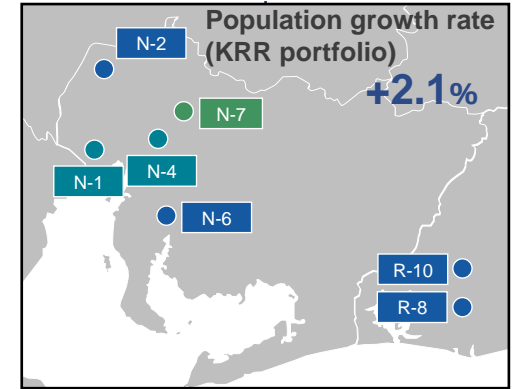 Population growth rate
(KRR portfolio)
+2.1%
N-2
N-7
N-4
N-1
N-6
R-10
R-8